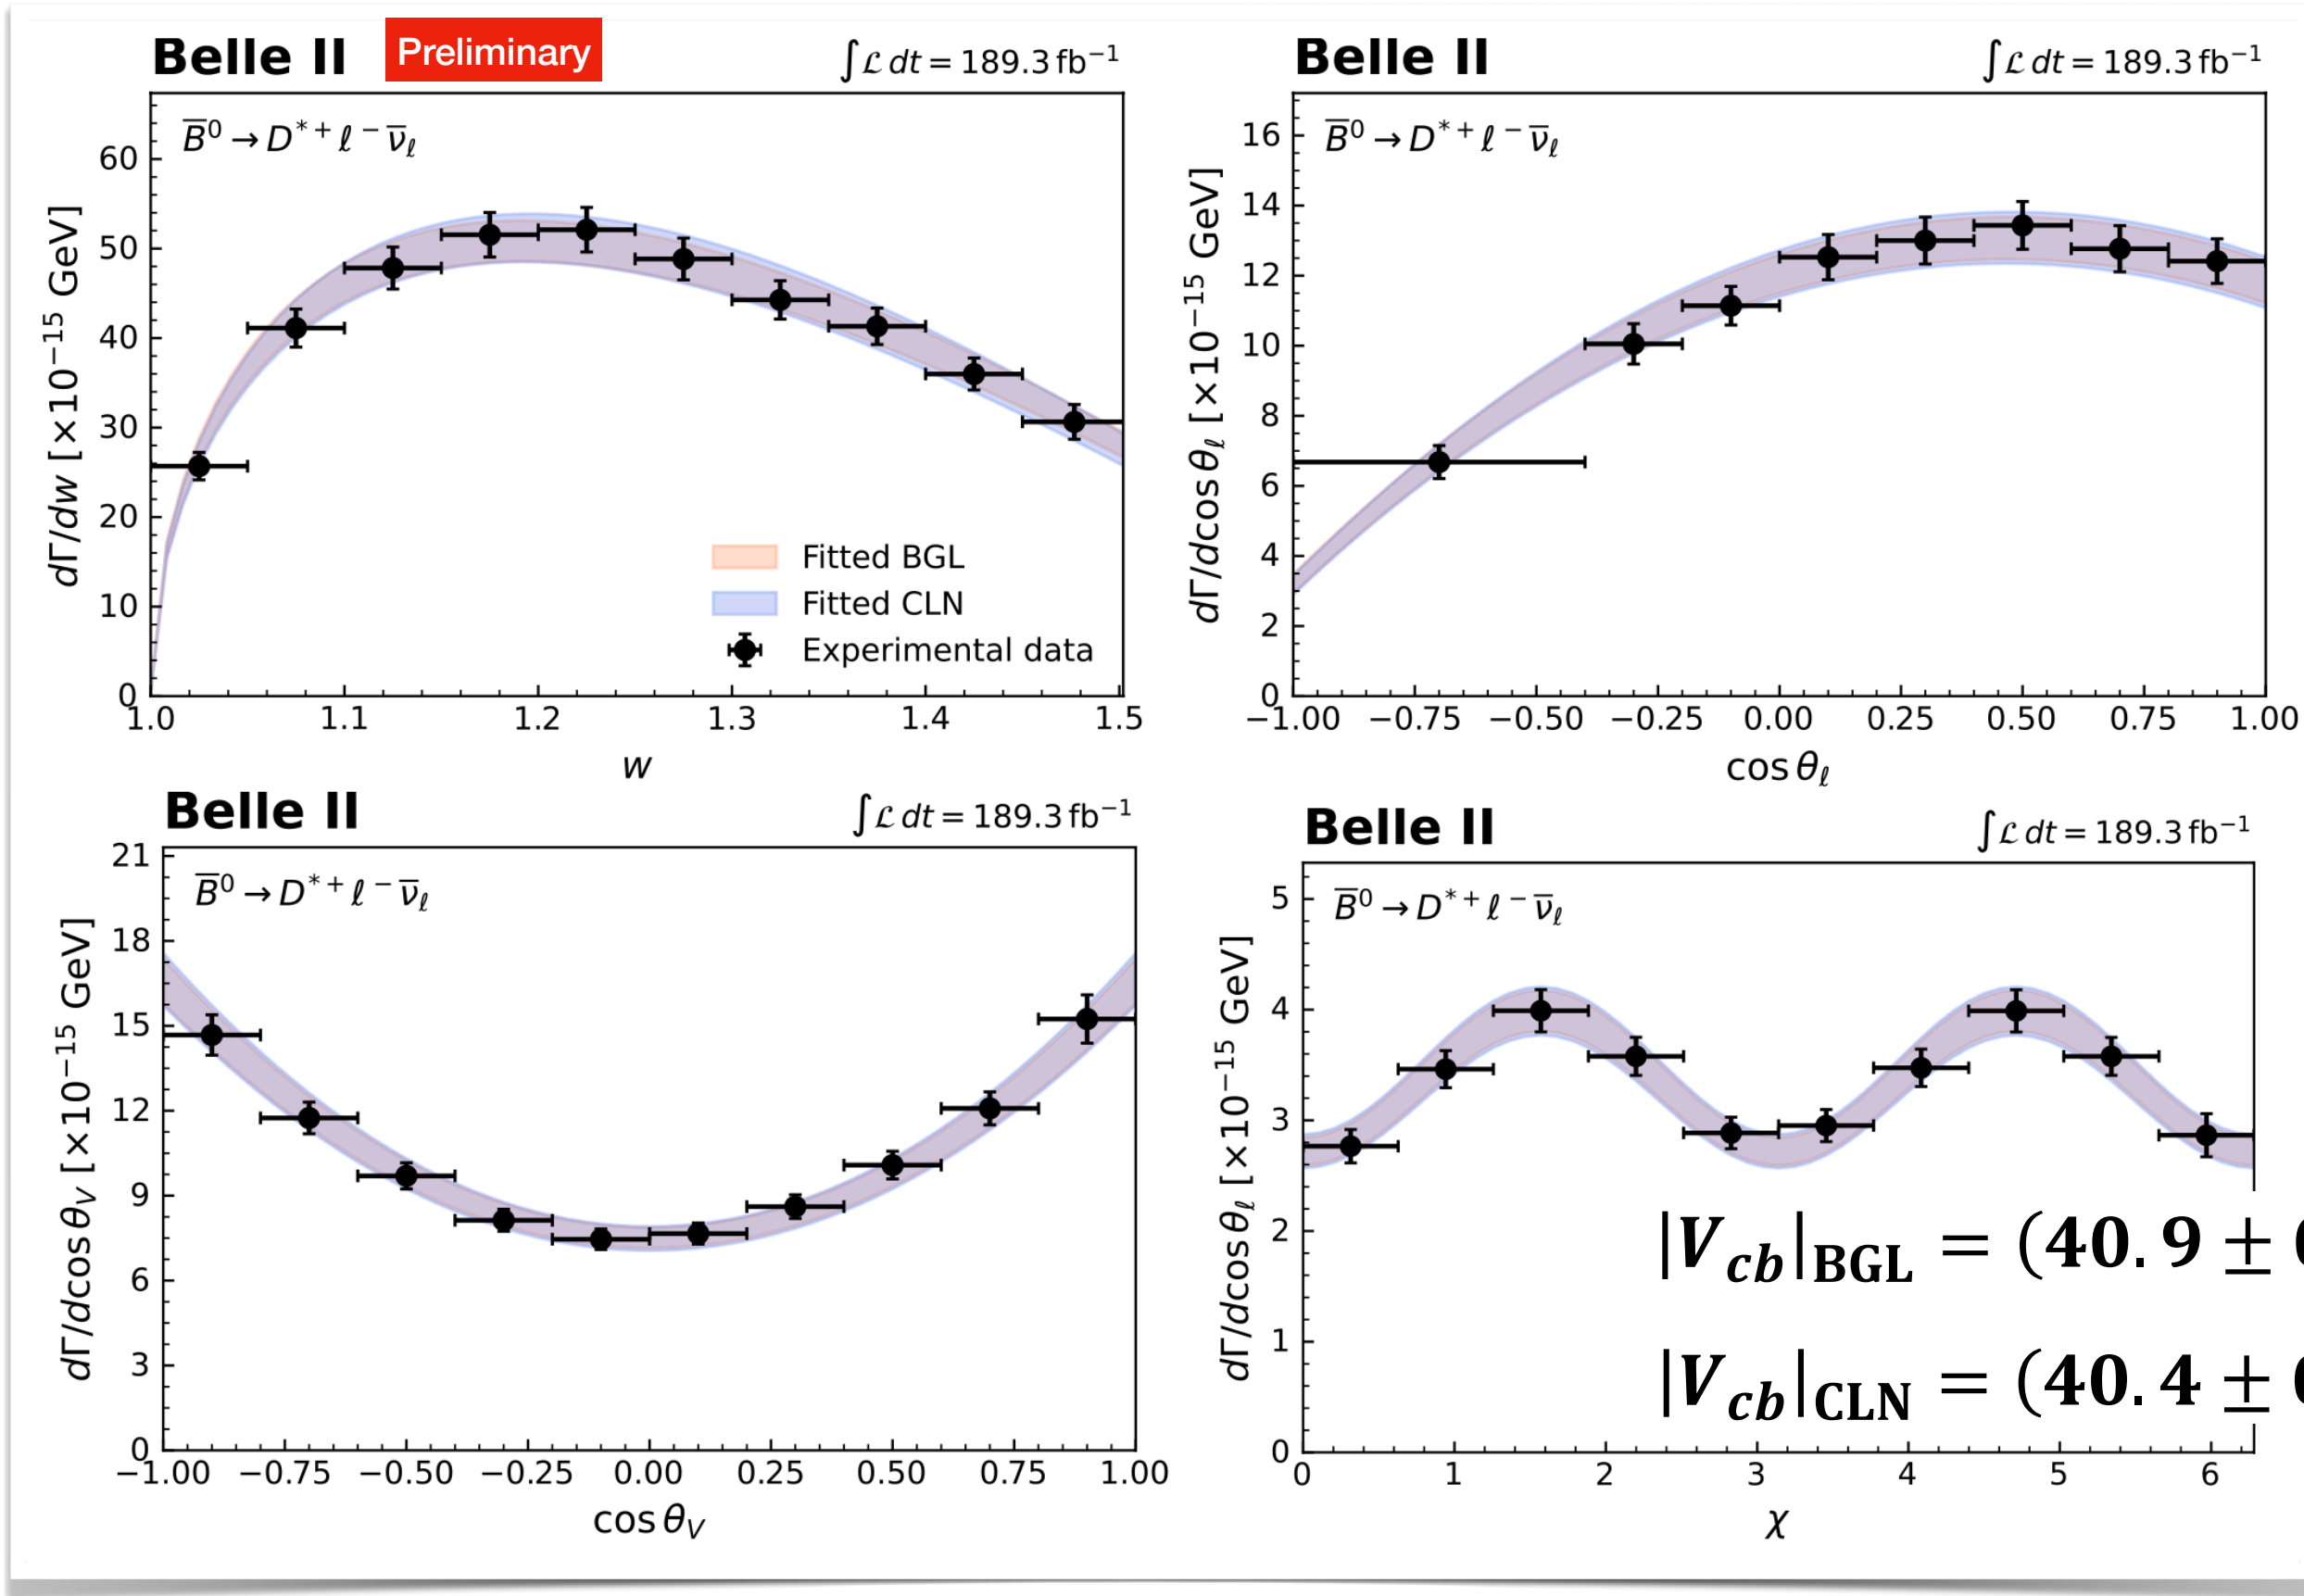 Belle II Preliminary ∫ℒ dt = 189.3 fb⁻¹
B̅⁰ → D*⁺ ℓ⁻ ν̅ℓ
dΓ/dw [×10⁻¹⁵ GeV]
60
50
40
30
20
10
0
Fitted BGL
Fitted CLN
Experimental data
1.0 1.1 1.2 1.3 1.4 1.5
w
Belle II ∫ℒ dt = 189.3 fb⁻¹
B̅⁰ → D*⁺ ℓ⁻ ν̅ℓ
dΓ/dcos θℓ [×10⁻¹⁵ GeV]
16
14
12
10
8
6
4
2
0
−1.00 −0.75 −0.50 −0.25 0.00 0.25 0.50 0.75 1.00
cos θℓ
Belle II ∫ℒ dt = 189.3 fb⁻¹
B̅⁰ → D*⁺ ℓ⁻ ν̅ℓ
dΓ/dcos θV [×10⁻¹⁵ GeV]
21
18
15
12
9
6
3
0
−1.00 −0.75 −0.50 −0.25 0.00 0.25 0.50 0.75 1.00
cos θV
Belle II ∫ℒ dt = 189.3 fb⁻¹
B̅⁰ → D*⁺ ℓ⁻ ν̅ℓ
dΓ/dcos θℓ [×10⁻¹⁵ GeV]
5
4
3
2
1
0
|Vcb|BGL = (40.9 ±
|Vcb|CLN = (40.4 ±
0 1 2 3 4 5 6
χ